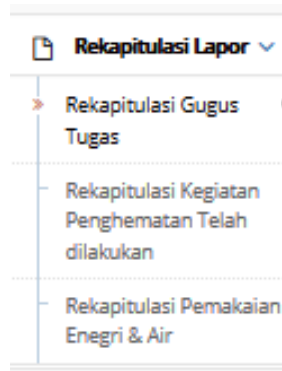 Rekapitulasi Lapor
Rekapitulasi Gugus
Tugas
Rekapitulasi Kegiatan
Penghematan Telah
dilakukan
Rekapitulasi Pemakaian
Enegri & Air